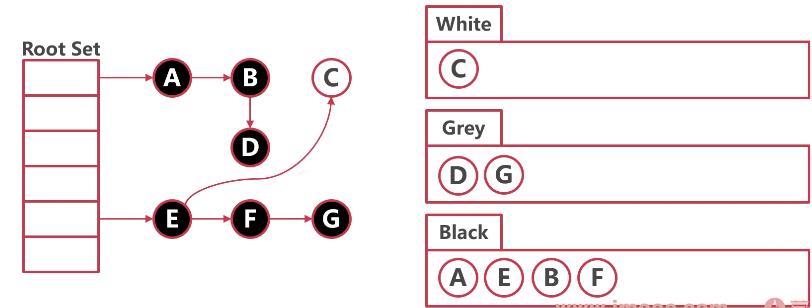 White
Root Set
A B C
C
Grey
D
D G
E F G
Black
A E B F